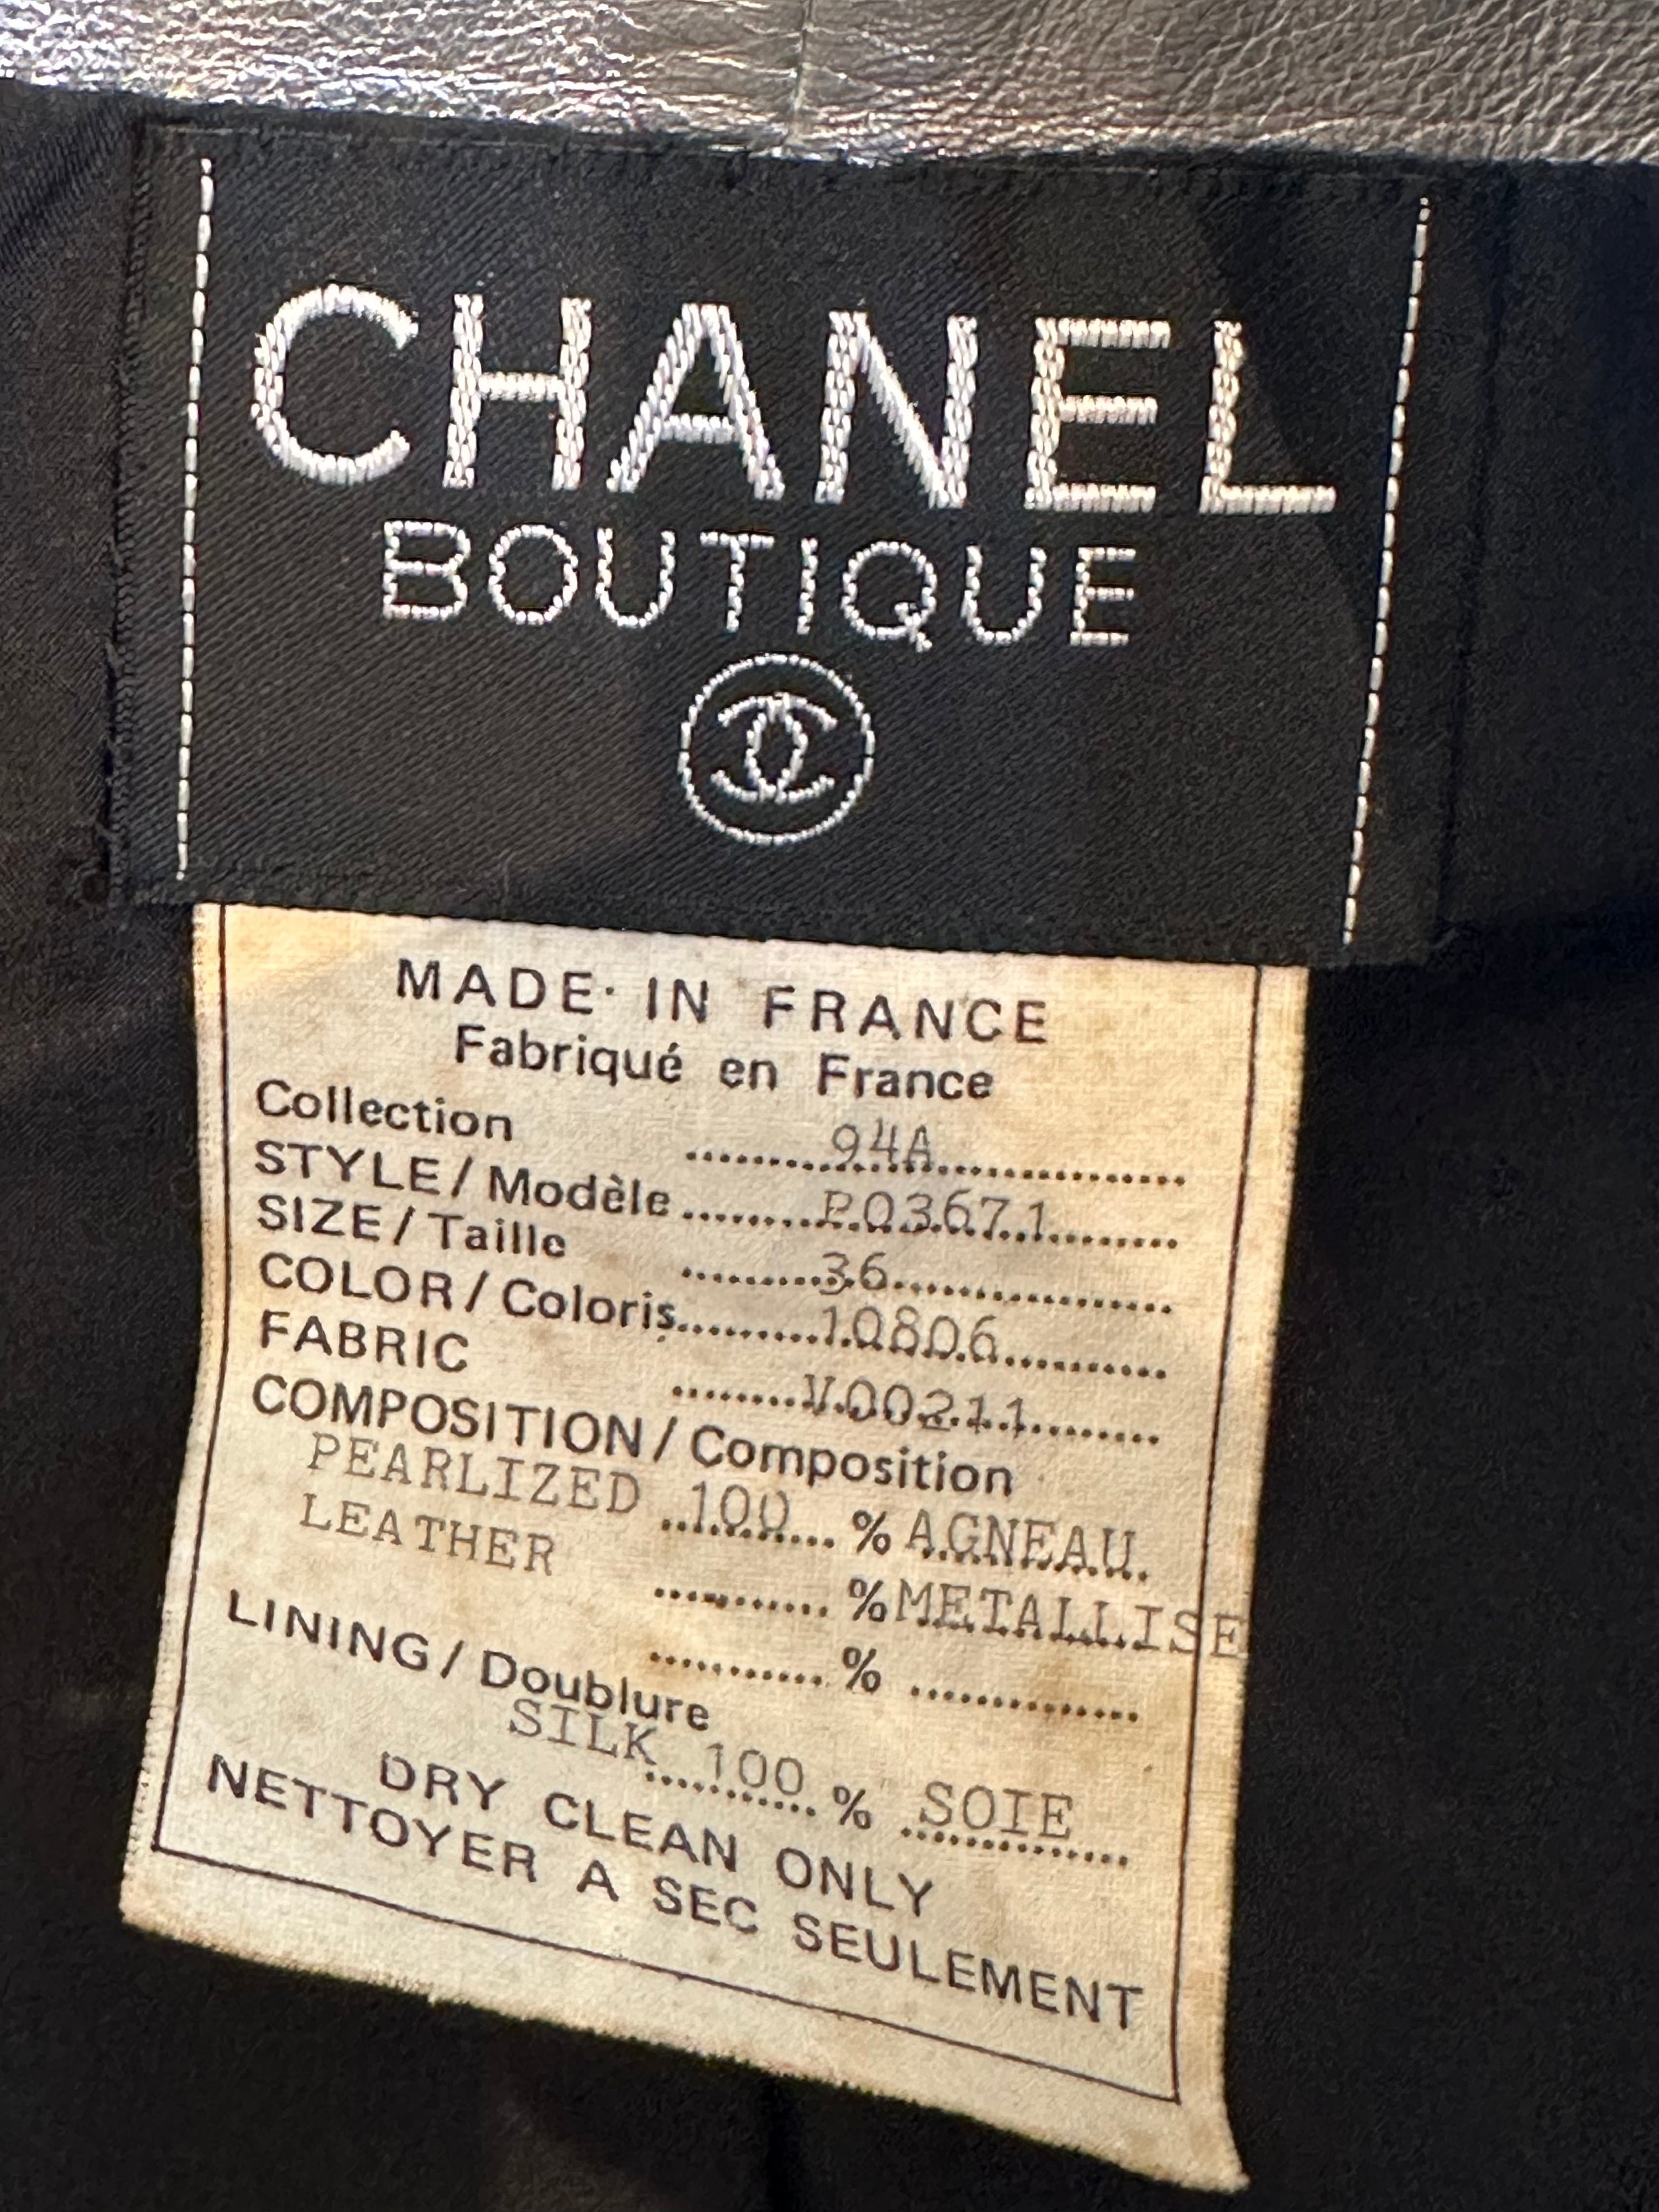 CHANEL
BOUTIQUE
MADE IN FRANCE
Fabriqué en France
Collection 94A
STYLE / Modèle P03671
SIZE / Taille 36
COLOR / Coloris 10806
FABRIC V00211
COMPOSITION / Composition
PEARLIZED 100 % AGNEAU
LEATHER % METALLISE
%
LINING / Doublure
SILK 100 % SOIE
DRY CLEAN ONLY
NETTOYER A SEC SEULEMENT